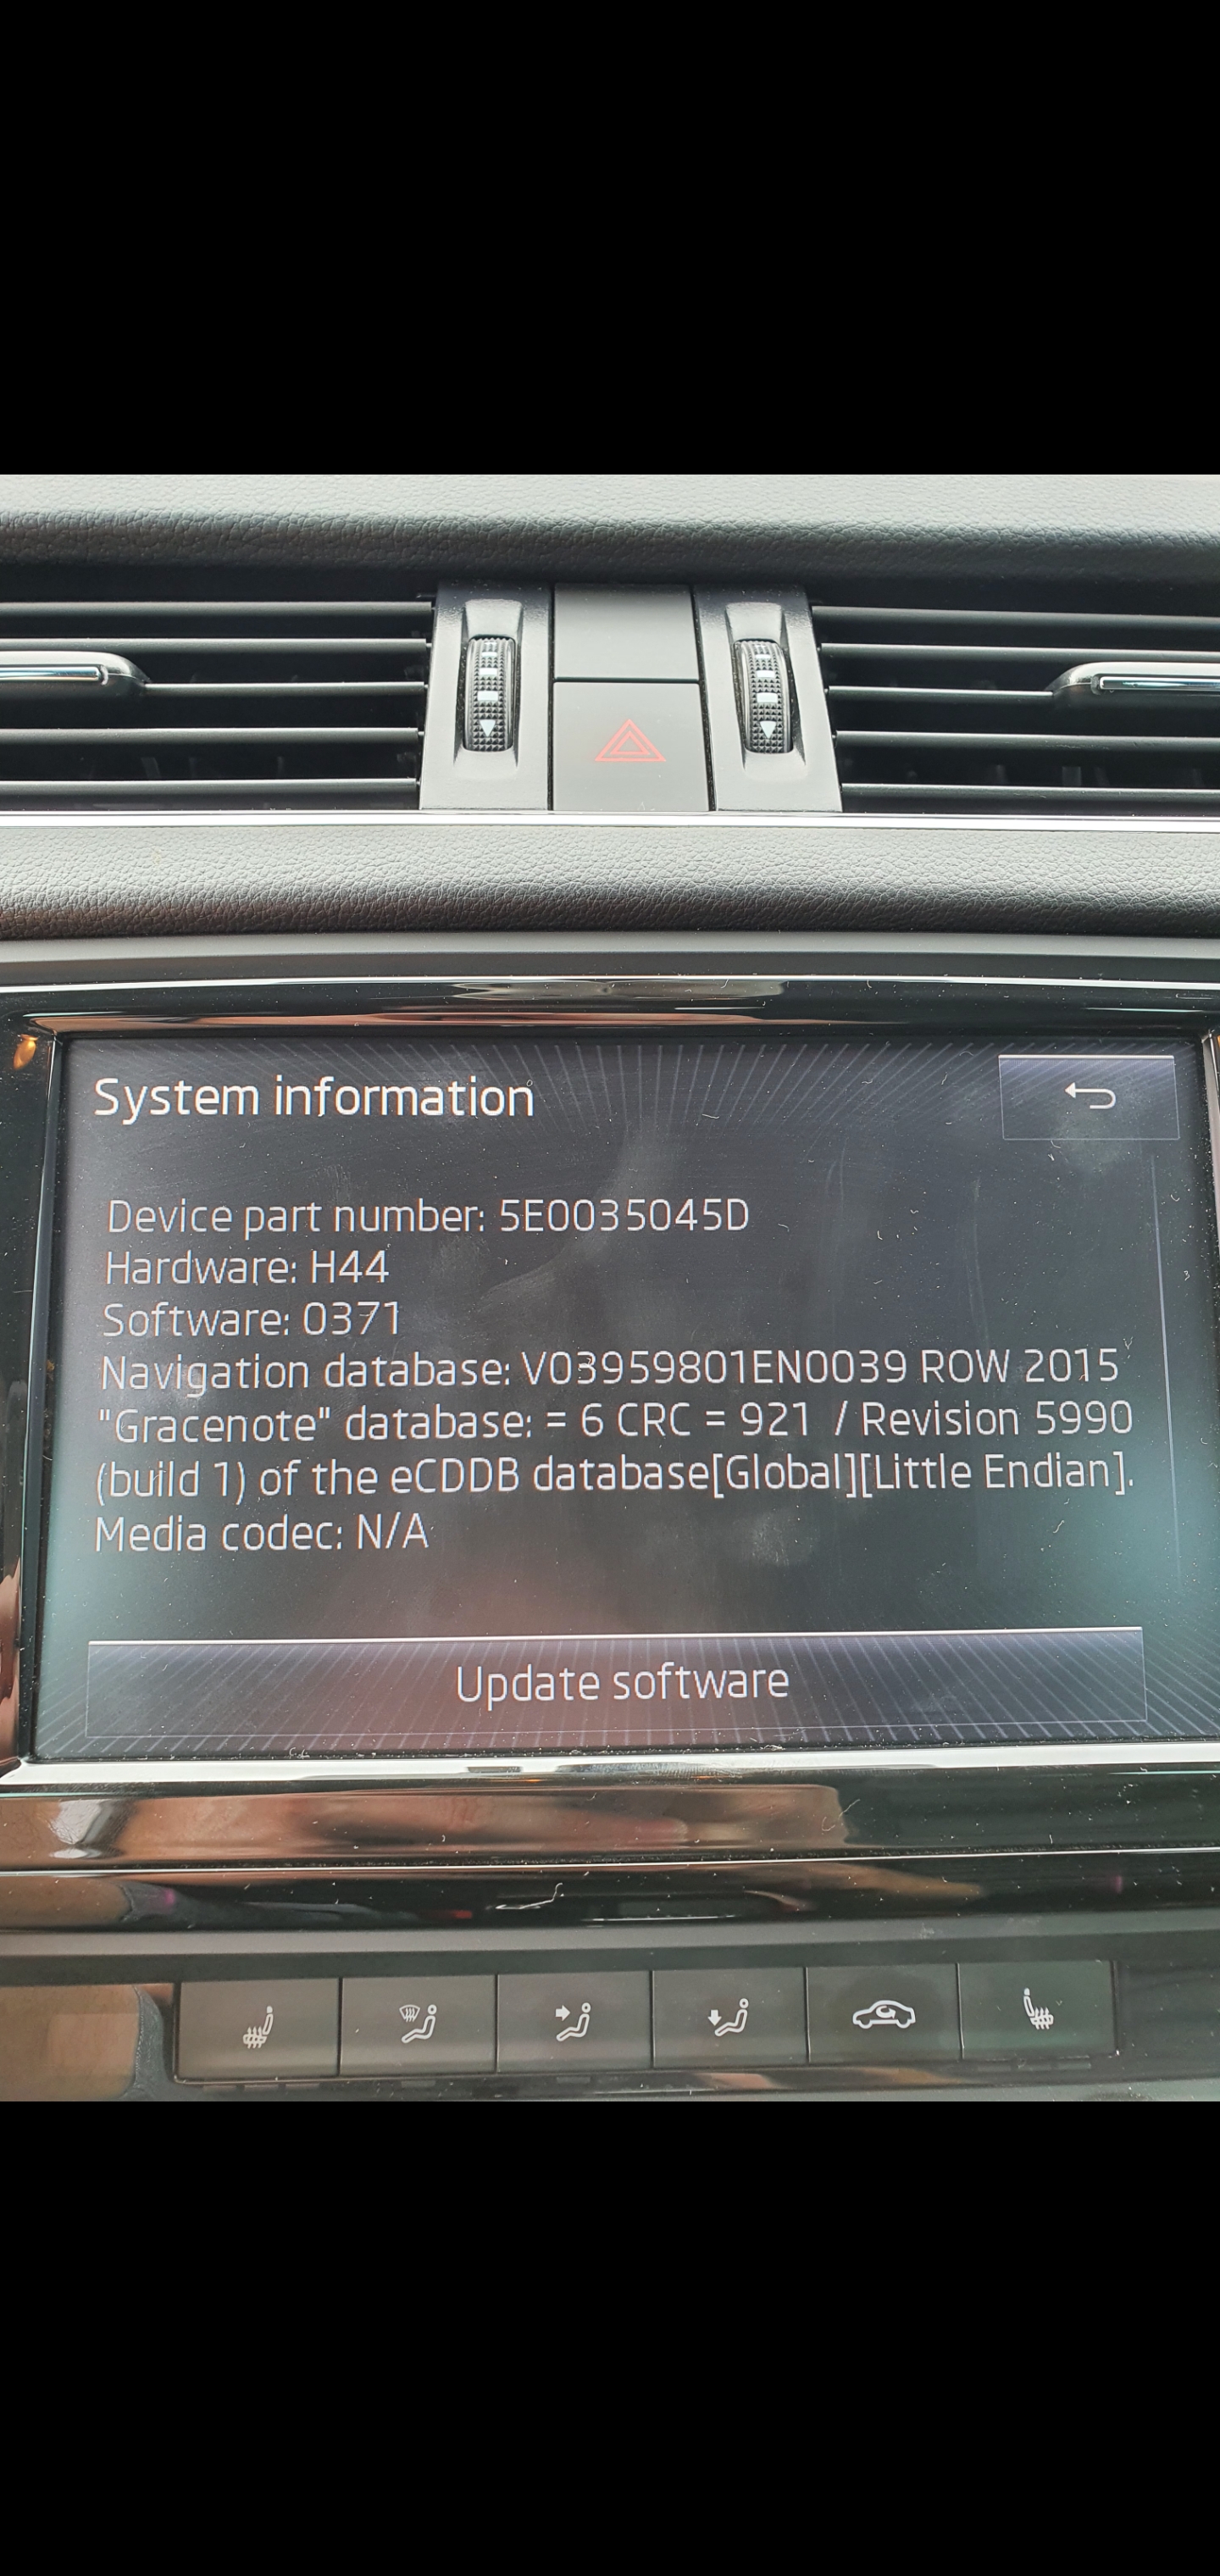 System information
Device part number: 5E0035045D
Hardware: H44
Software: 0371
Navigation database: V03959801EN0039 ROW 2015
"Gracenote" database: = 6 CRC = 921 / Revision 5990
(build 1) of the eCDDB database[Global][Little Endian].
Media codec: N/A
Update software